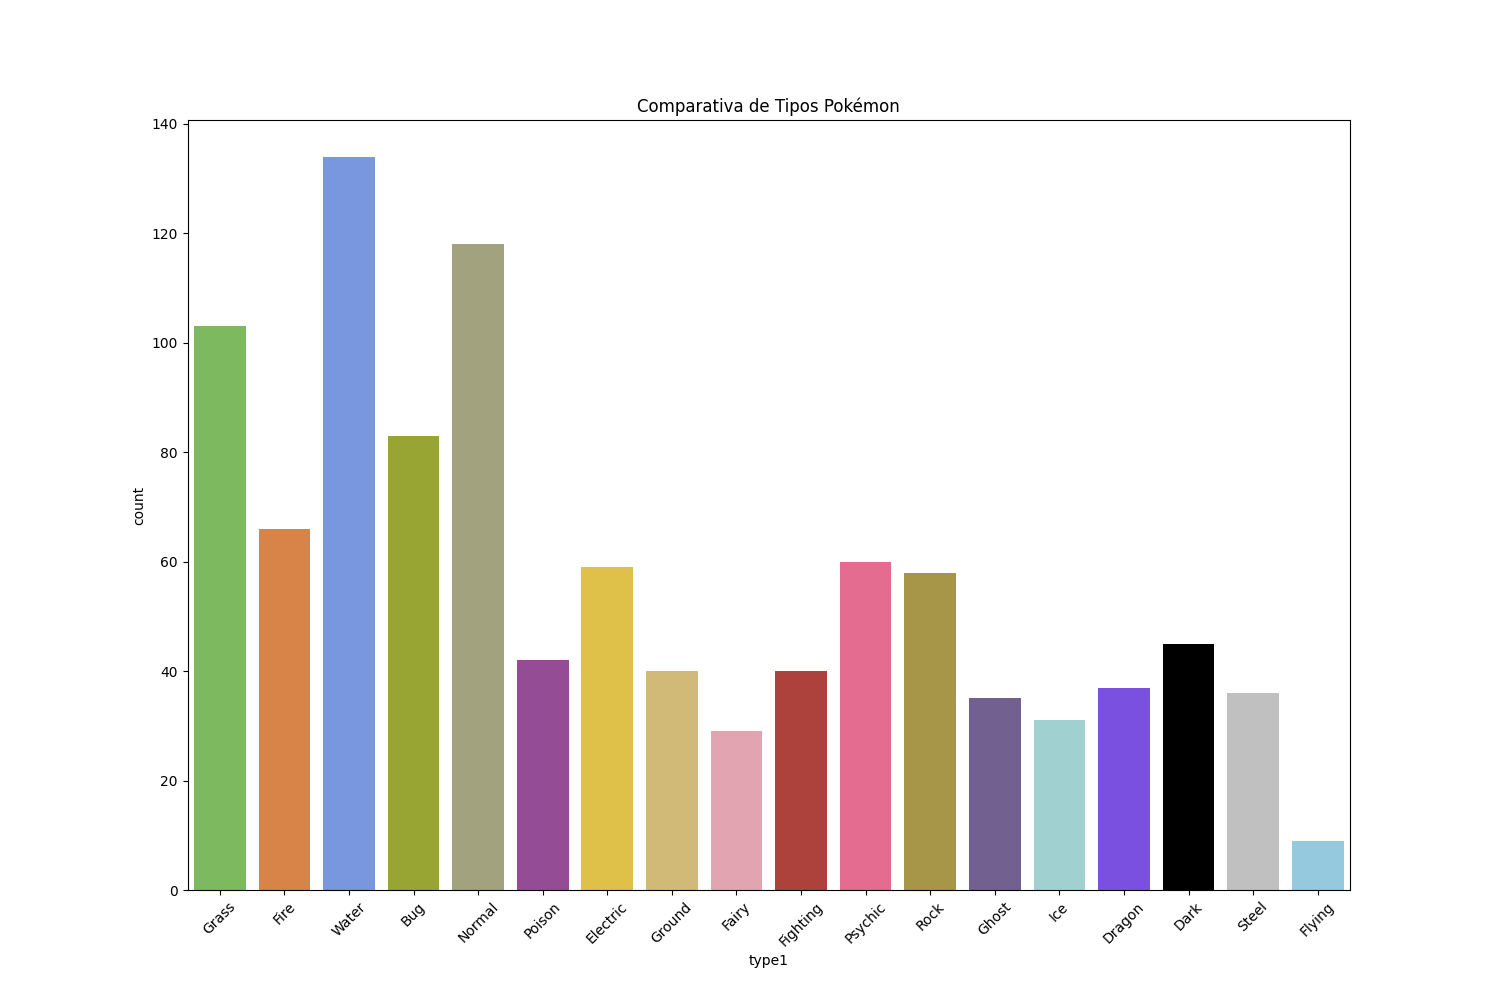 Comparativa de Tipos Pokémon
140
120
100
80
60
40
20
0
count
Grass Fire Water Bug Normal Poison Electric Ground Fairy Fighting Psychic Rock Ghost Ice Dragon Dark Steel Flying
type1